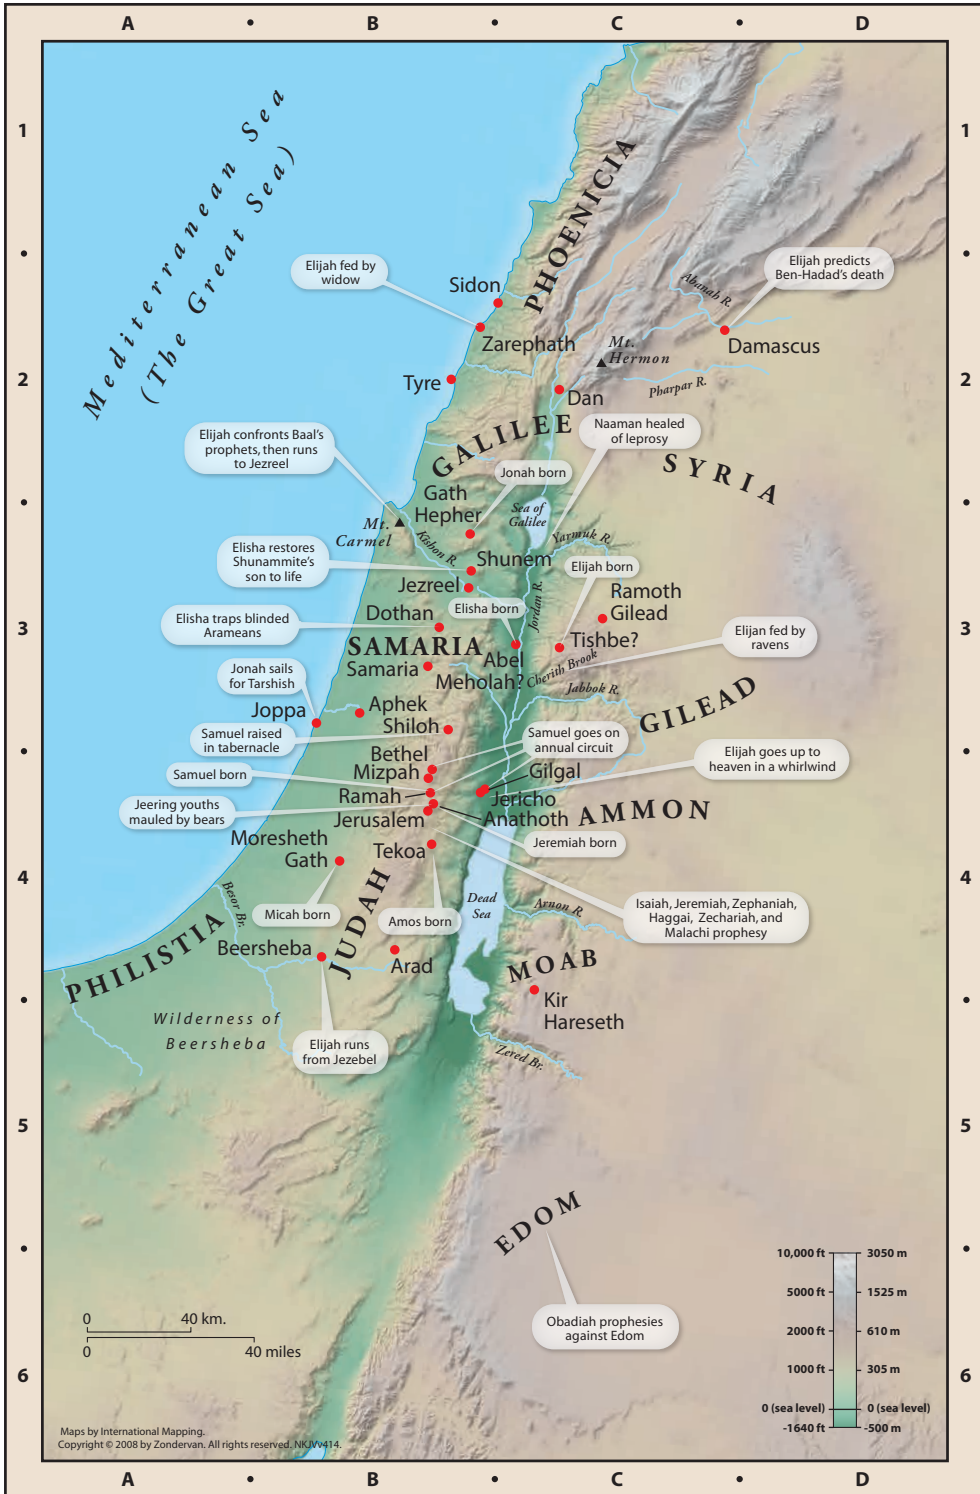 A
B
C
D
1
1
Mediterranean Sea
(The Great Sea)
PHOENICIA
Elijah fed by
widow
Sidon
Elijah predicts
Ben-Hadad’s death
Abanah R.
Zarephath
Mt.
Hermon
Damascus
2
2
Tyre
Dan
Pharpar R.
GALILEE
Naaman healed
of leprosy
Elijah confronts Baal’s
prophets, then runs
to Jezreel
SYRIA
Jonah born
Gath
Hepher
Sea of
Galilee
Mt.
Carmel
Kishon R.
Yarmuk R.
Elisha restores
Shunammite’s
son to life
Shunem
Elijah born
Jezreel
Ramoth
Gilead
Jordan R.
Elisha born
Dothan
Elisha traps blinded
Arameans
3
3
SAMARIA
Tishbe?
Elijan fed by
ravens
Samaria
Abel
Meholah?
Cherith Brook
Jonah sails
for Tarshish
Jabbok R.
GILEAD
Joppa
Aphek
Shiloh
Samuel raised
in tabernacle
Samuel goes on
annual circuit
Bethel
Mizpah
Gilgal
Elijah goes up to
heaven in a whirlwind
Samuel born
Ramah
Jericho
Jeering youths
mauled by bears
Jerusalem
Anathoth
AMMON
Moresheth
Gath
Tekoa
Jeremiah born
4
4
Besor Br.
JUDAH
Dead
Sea
Arnon R.
Isaiah, Jeremiah, Zephaniah,
Haggai, Zechariah, and
Malachi prophesy
Micah born
Amos born
PHILISTIA
Beersheba
Arad
MOAB
Kir
Hareseth
Wilderness of
Beersheba
Elijah runs
from Jezebel
Zered Br.
5
5
EDOM
10,000 ft
3050 m
5000 ft
1525 m
2000 ft
610 m
1000 ft
305 m
0 (sea level)
0 (sea level)
-1640 ft
-500 m
Obadiah prophesies
against Edom
0
40 km.
0
40 miles
6
6
Maps by International Mapping.
Copyright © 2008 by Zondervan. All rights reserved. NKJVv414.
A
B
C
D